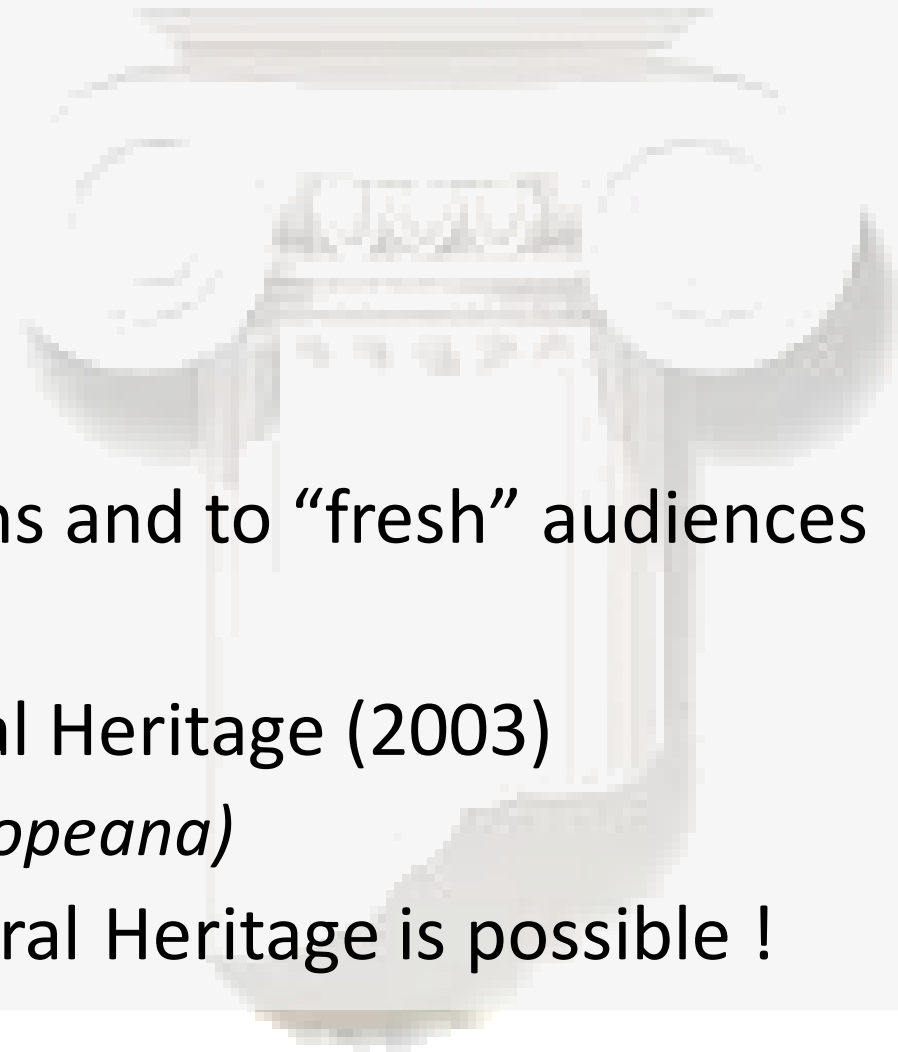 ns and to “fresh” audiences
al Heritage (2003)
opeana)
ral Heritage is possible !